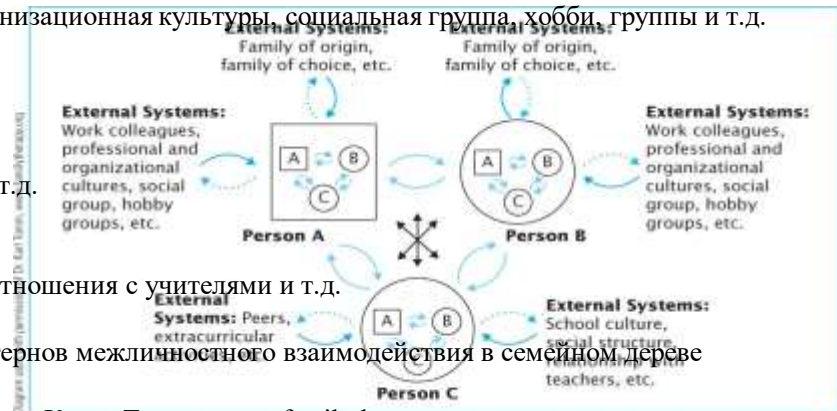 низационная культуры, социальная группа, хобби, группы и т.д.
External Systems:
Family of origin,
family of choice, etc.
External Systems:
Family of origin,
family of choice, etc.
External Systems:
Work colleagues,
professional and
organizational
cultures, social
group, hobby
groups, etc.
A
B
C
Person A
A
B
C
Person B
External Systems:
Work colleagues,
professional and
organizational
cultures, social
group, hobby
groups, etc.
т.д.
тношения с учителями и т.д.
External
Systems: Peers,
extracurricular
A
B
C
Person C
External Systems:
School culture,
social structure,
relationship with
teachers, etc.
тернов межличностного взаимодействия в семейном дереве